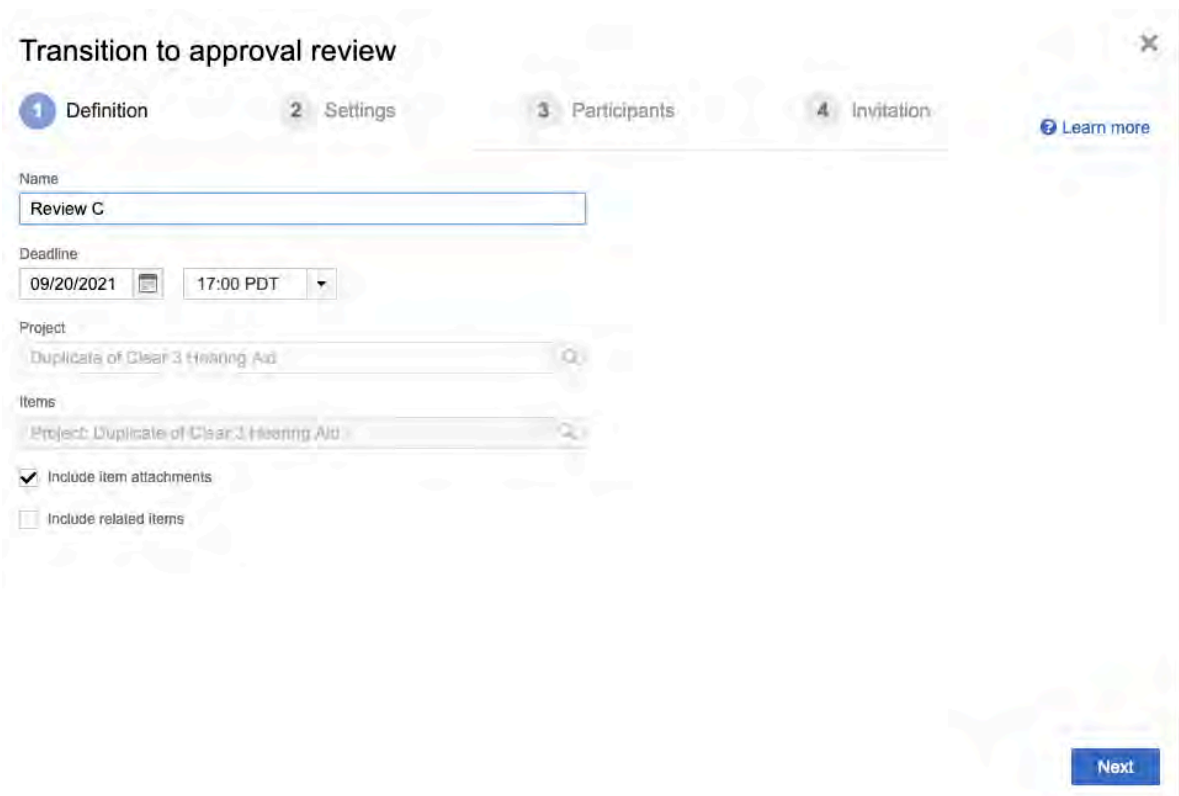 Transition to approval review
1 Definition 2 Settings 3 Participants 4 Invitation
Learn more
Name
Review C
Deadline
09/20/2021 17:00 PDT
Project
Duplicate of Clear 3 Hearing Aid
Items
Project: Duplicate of Clear 3 Hearing Aid
Include item attachments
Include related items
Next